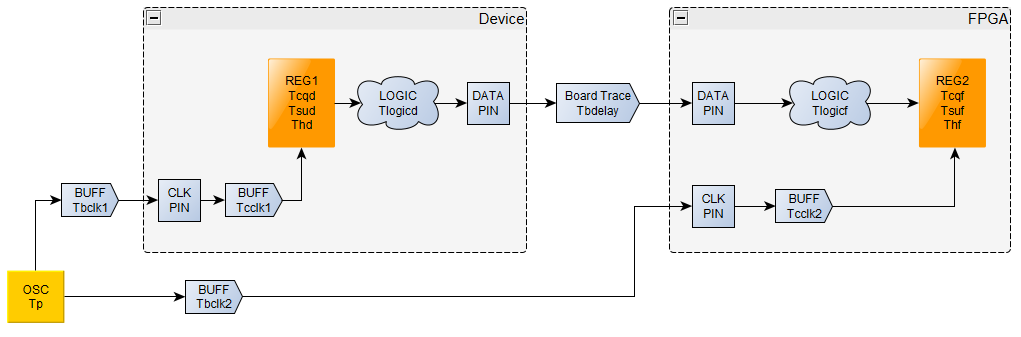 Device
FPGA
REG1
Tcqd
Tsud
Thd
LOGIC
Tlogicd
DATA
PIN
Board Trace
Tbdelay
DATA
PIN
LOGIC
Tlogicf
REG2
Tcqf
Tsuf
Thf
BUFF
Tbclk1
CLK
PIN
BUFF
Tcclk1
CLK
PIN
BUFF
Tcclk2
OSC
Tp
BUFF
Tbclk2